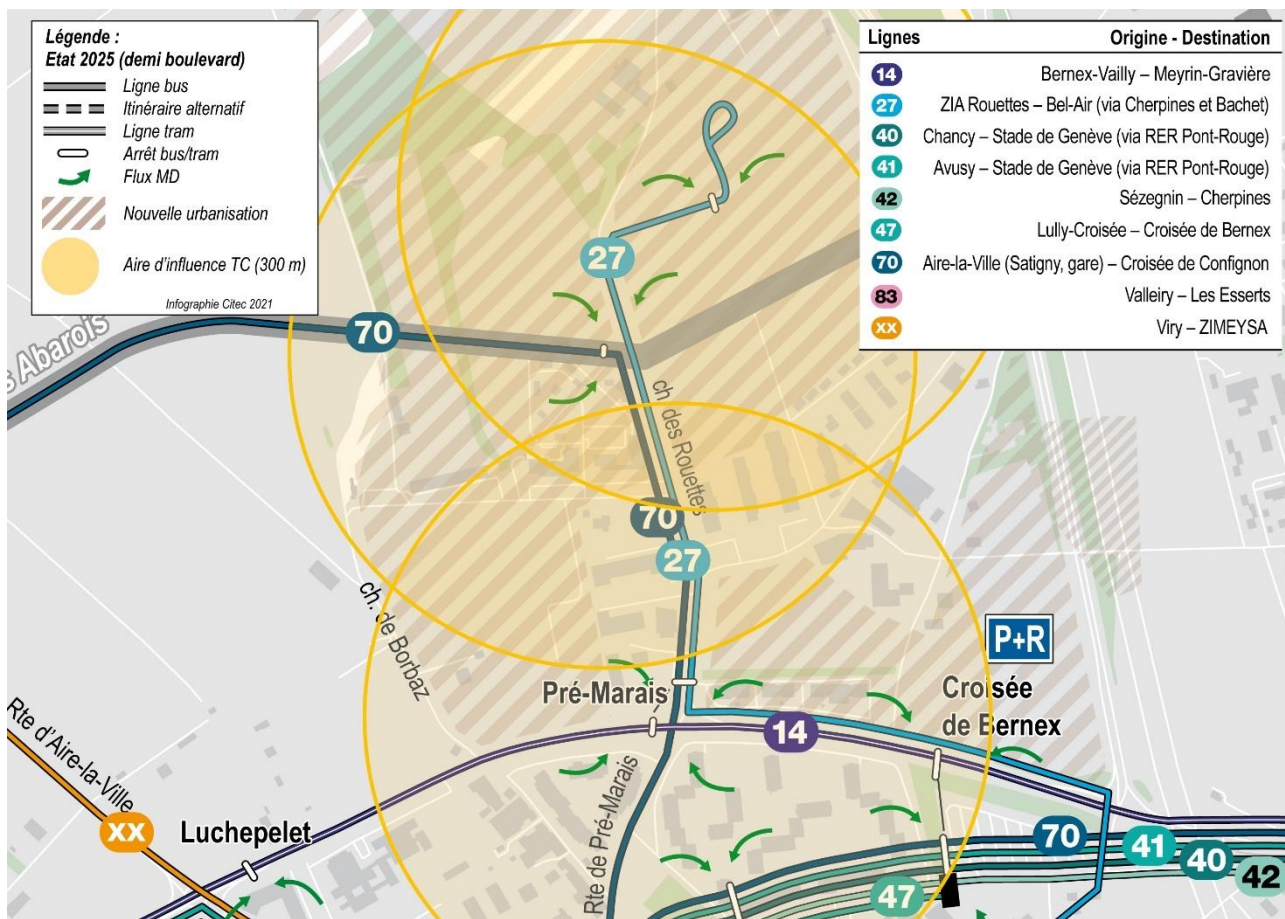 Légende :
Etat 2025 (demi boulevard)
Ligne bus
Itinéraire alternatif
Ligne tram
Arrêt bus/tram
Flux MD
Nouvelle urbanisation
Aire d'influence TC (300 m)
Infographie Citec 2021
Lignes Origine - Destination
14 Bernex-Vailly – Meyrin-Gravière
27 ZIA Rouettes – Bel-Air (via Cherpines et Bachet)
40 Chancy – Stade de Genève (via RER Pont-Rouge)
41 Avusy – Stade de Genève (via RER Pont-Rouge)
42 Sézegnin – Cherpines
47 Lully-Croisée – Croisée de Bernex
70 Aire-la-Ville (Satigny, gare) – Croisée de Confignon
83 Valleiry – Les Esserts
XX Viry – ZIMEYSA
27
70
s Abarois
ch. des Rouettes
70
27
ch. de Borbaz
P+R
Pré-Marais
Croisée
de Bernex
14
Rte d'Aire-la-Ville
XX
Luchepelet
Rte de Pré-Marais
70
41
40
42
47